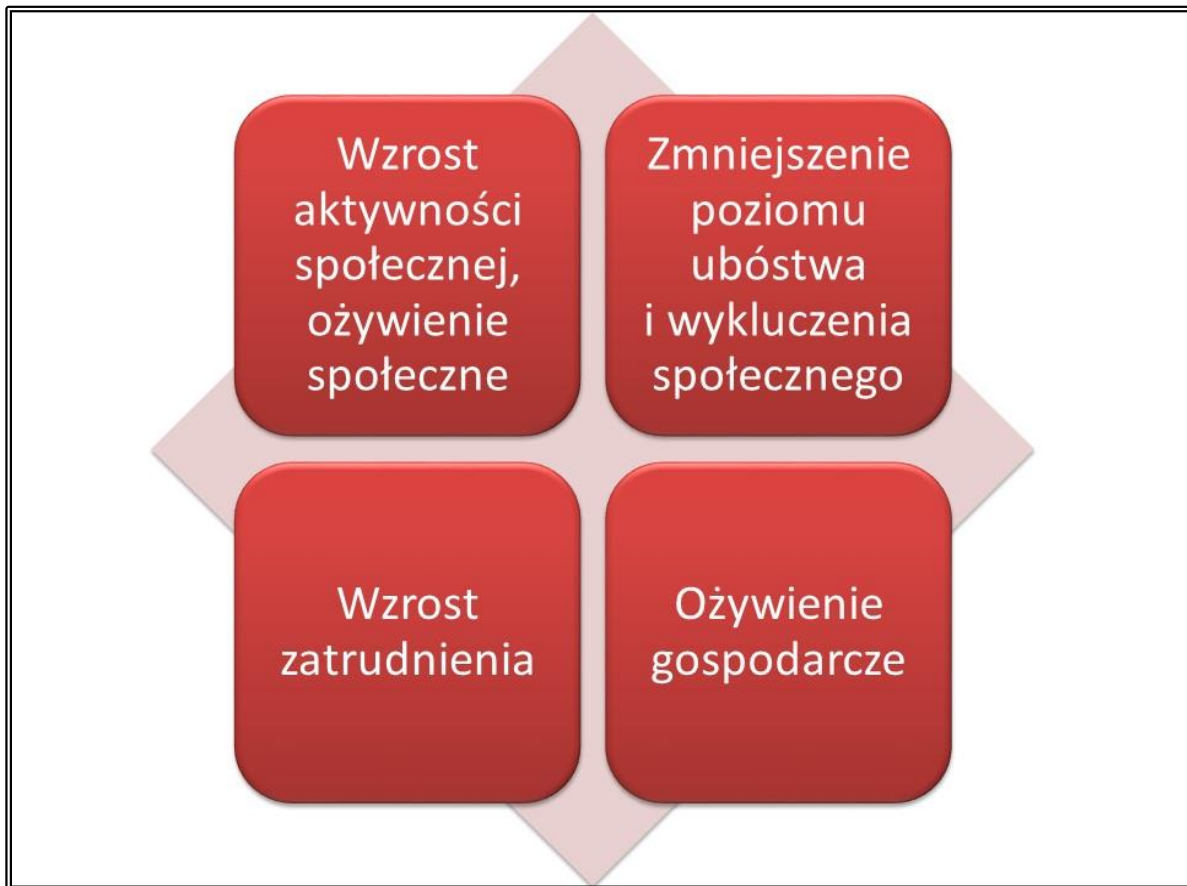 Wzrost
aktywności
społecznej,
ożywienie
społeczne
Zmniejszenie
poziomu
ubóstwa
i wykluczenia
społecznego
Wzrost
zatrudnienia
Ożywienie
gospodarcze